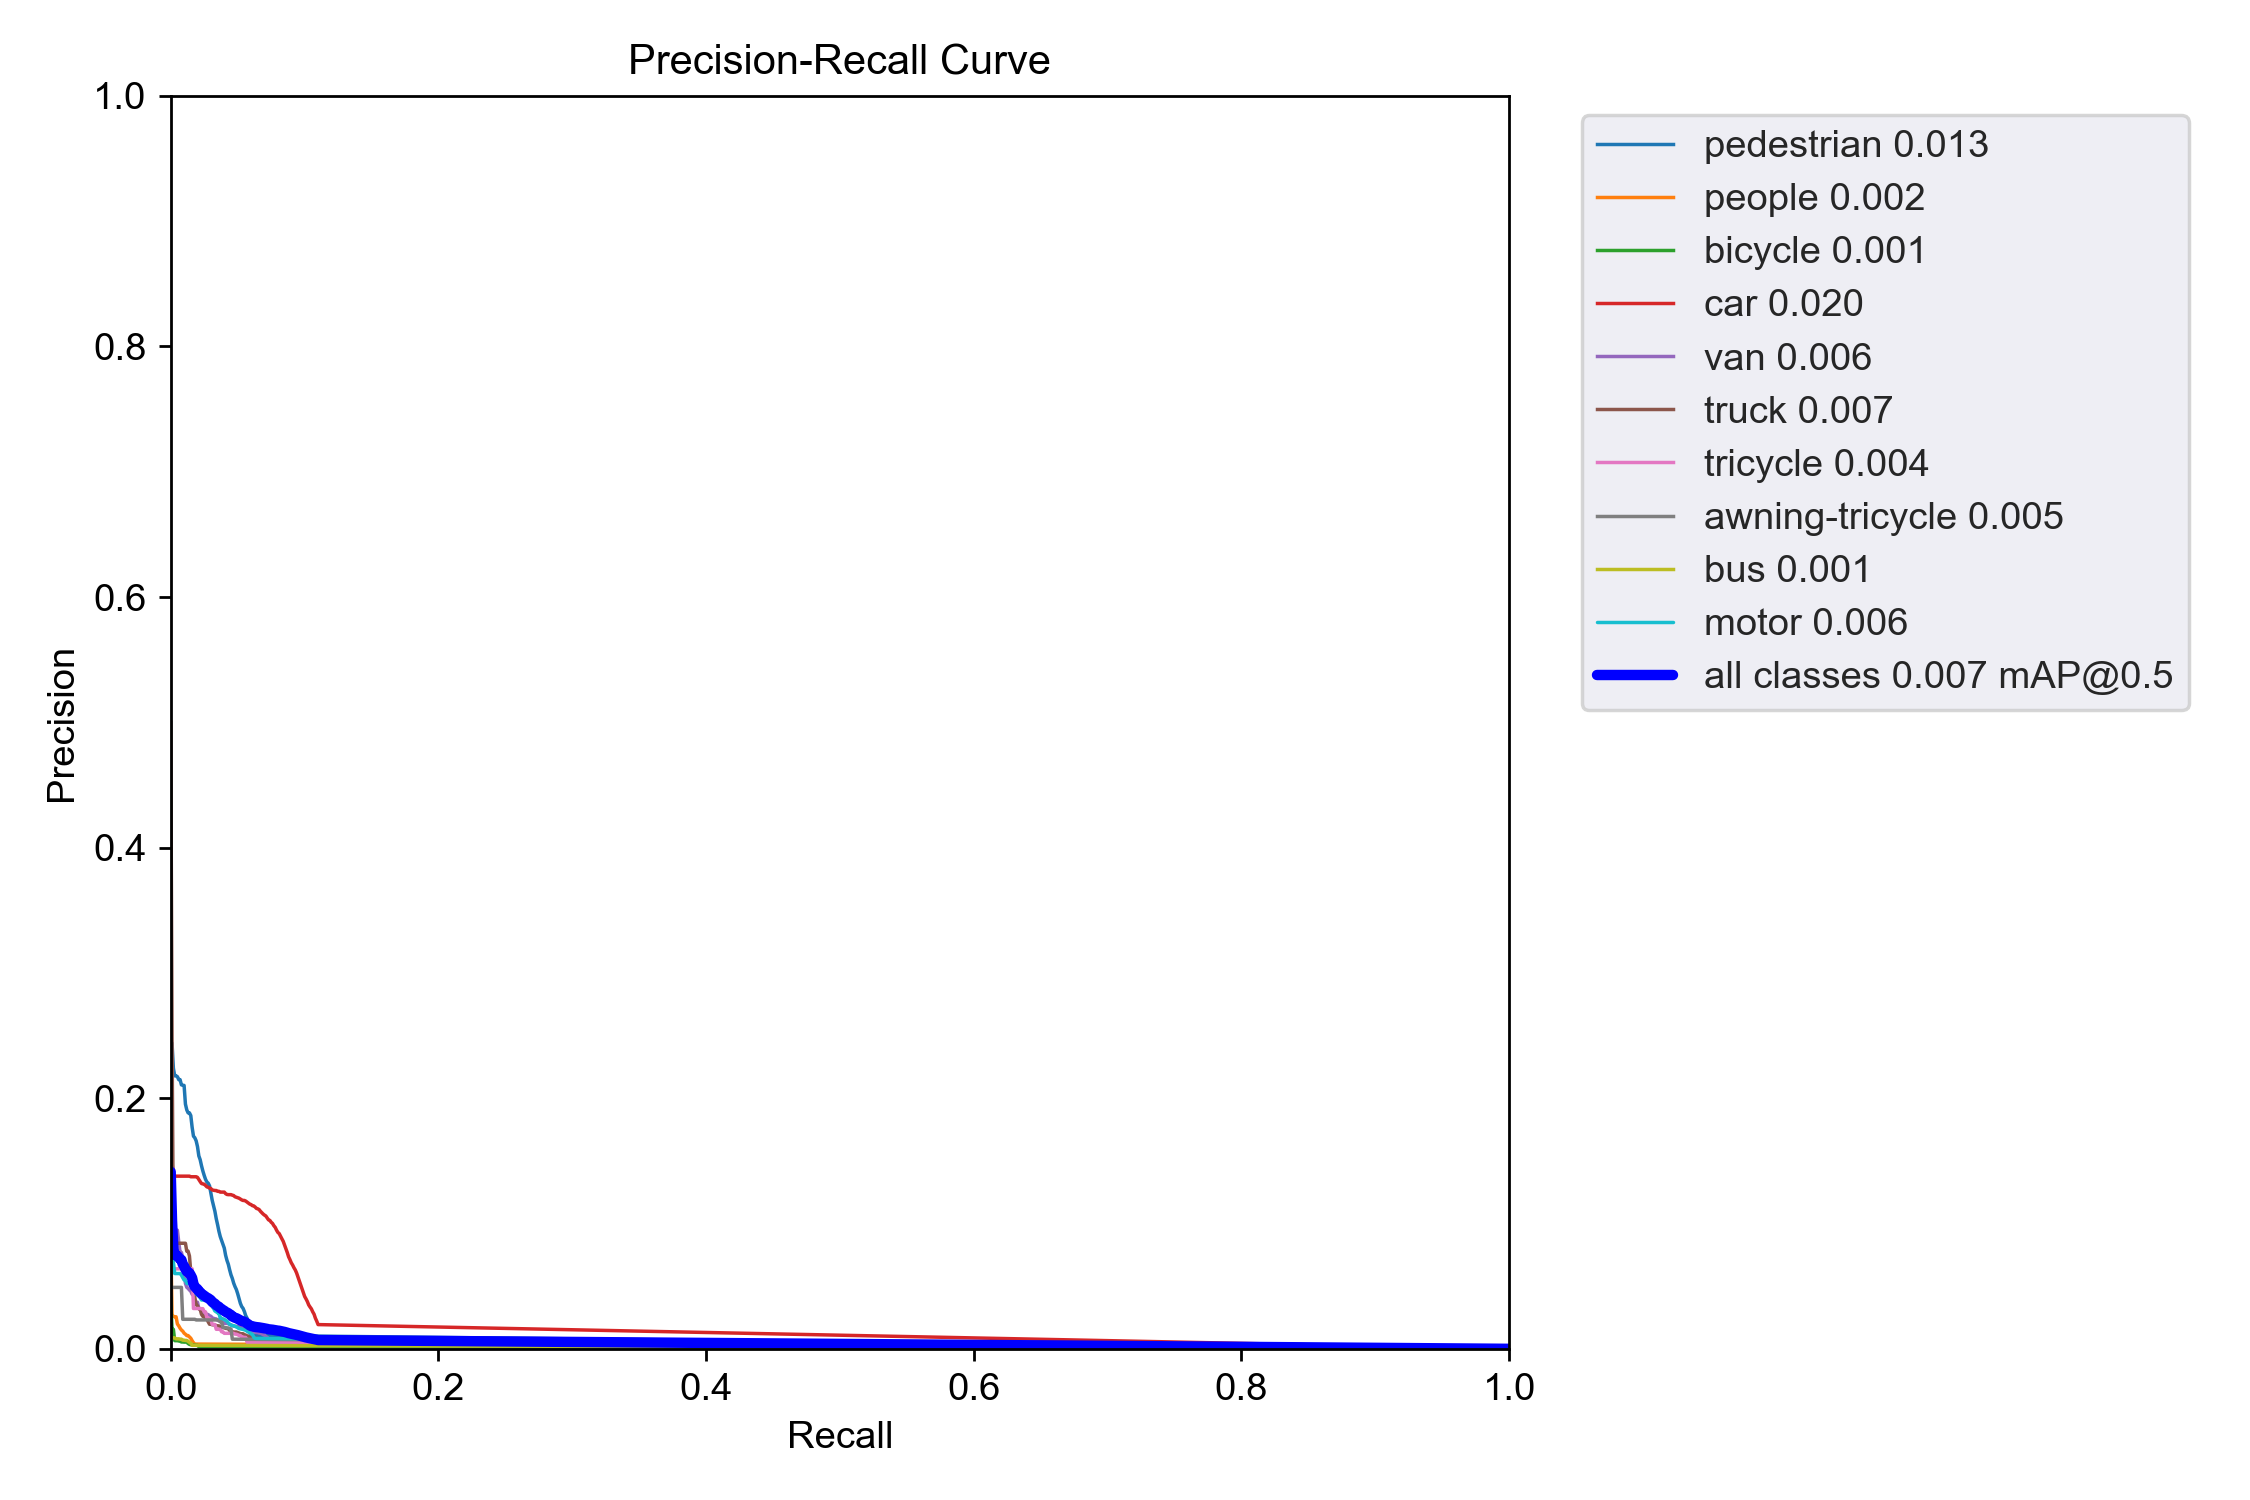 Precision-Recall Curve
1.0
0.8
0.6
0.4
0.2
0.0
Precision
0.0 0.2 0.4 0.6 0.8 1.0
Recall
pedestrian 0.013
people 0.002
bicycle 0.001
car 0.020
van 0.006
truck 0.007
tricycle 0.004
awning-tricycle 0.005
bus 0.001
motor 0.006
all classes 0.007 mAP@0.5